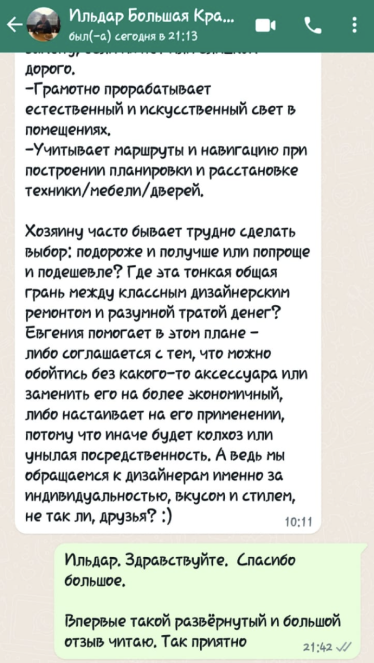 Ильдар Большая Кра...
был(-а) сегодня в 21:13
дорого.
-Грамотно прорабатывает
естественный и искусственный свет в
помещениях.
-Учитывает маршруты и навигацию при
построении планировки и расстановке
техники/мебели/дверей.
Хозяину часто бывает трудно сделать
выбор: подороже и получше или попроще
и подешевле? Где эта тонкая общая
грань между классным дизайнерским
ремонтом и разумной тратой денег?
Евгения помогает в этом плане -
либо соглашается с тем, что можно
обойтись без какого-то аксессуара или
заменить его на более экономичный,
либо настаивает на его применении,
потому что иначе будет колхоз или
унылая посредственность. А ведь мы
обращаемся к дизайнерам именно за
индивидуальностью, вкусом и стилем,
не так ли, друзья? :)
10:11
Ильдар. Здравствуйте. Спасибо
большое.
Впервые такой развёрнутый и большой
отзыв читаю. Так приятно
21:42